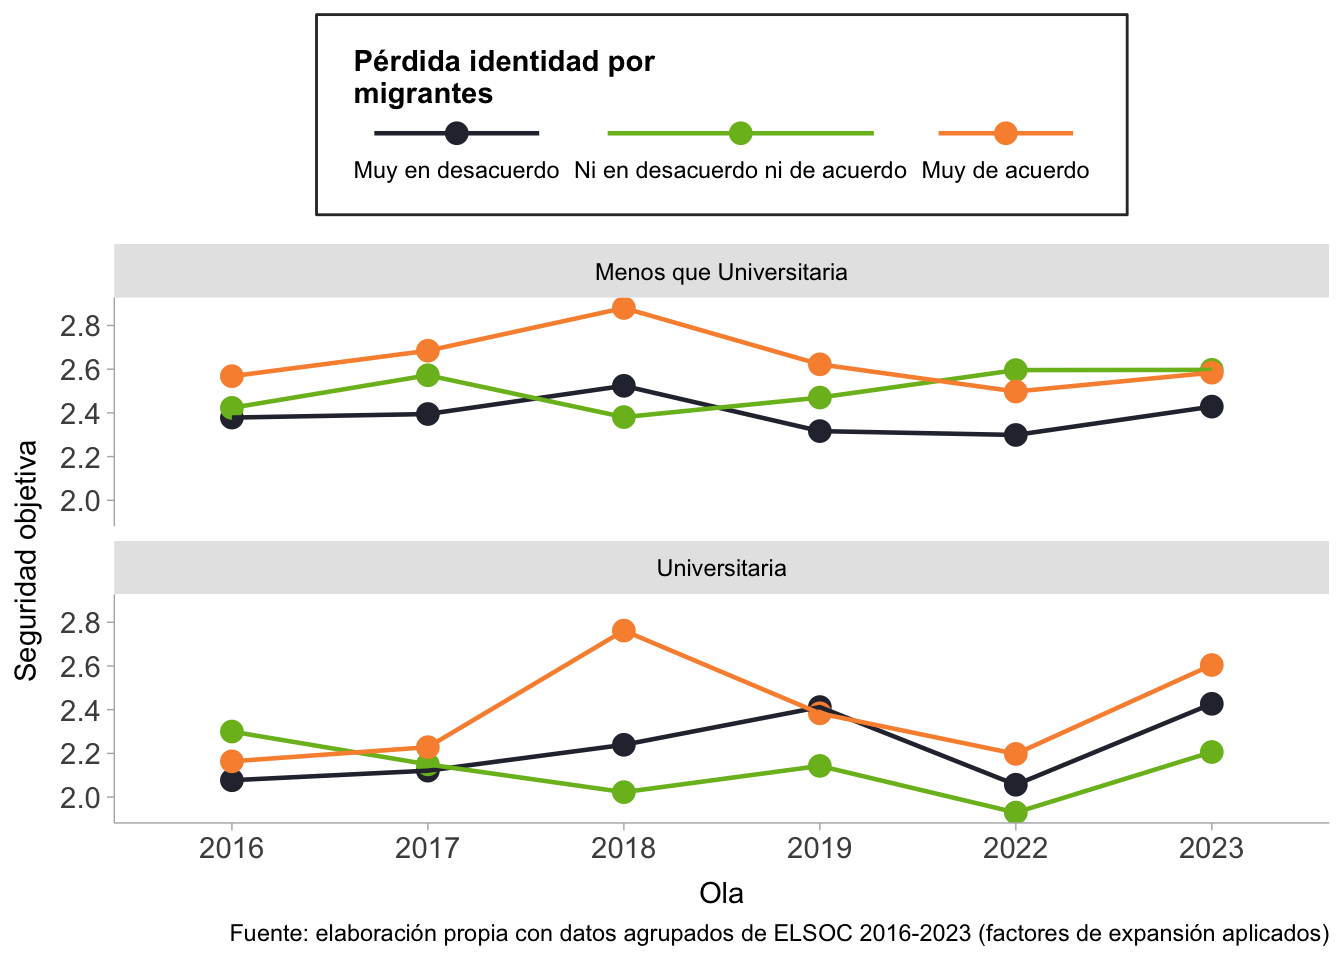 Pérdida identidad por
migrantes
Muy en desacuerdo Ni en desacuerdo ni de acuerdo Muy de acuerdo
Menos que Universitaria
2.8
2.6
2.4
2.2
2.0
Seguridad objetiva
Universitaria
2.8
2.6
2.4
2.2
2.0
2016 2017 2018 2019 2022 2023
Ola
Fuente: elaboración propia con datos agrupados de ELSOC 2016-2023 (factores de expansión aplicados)